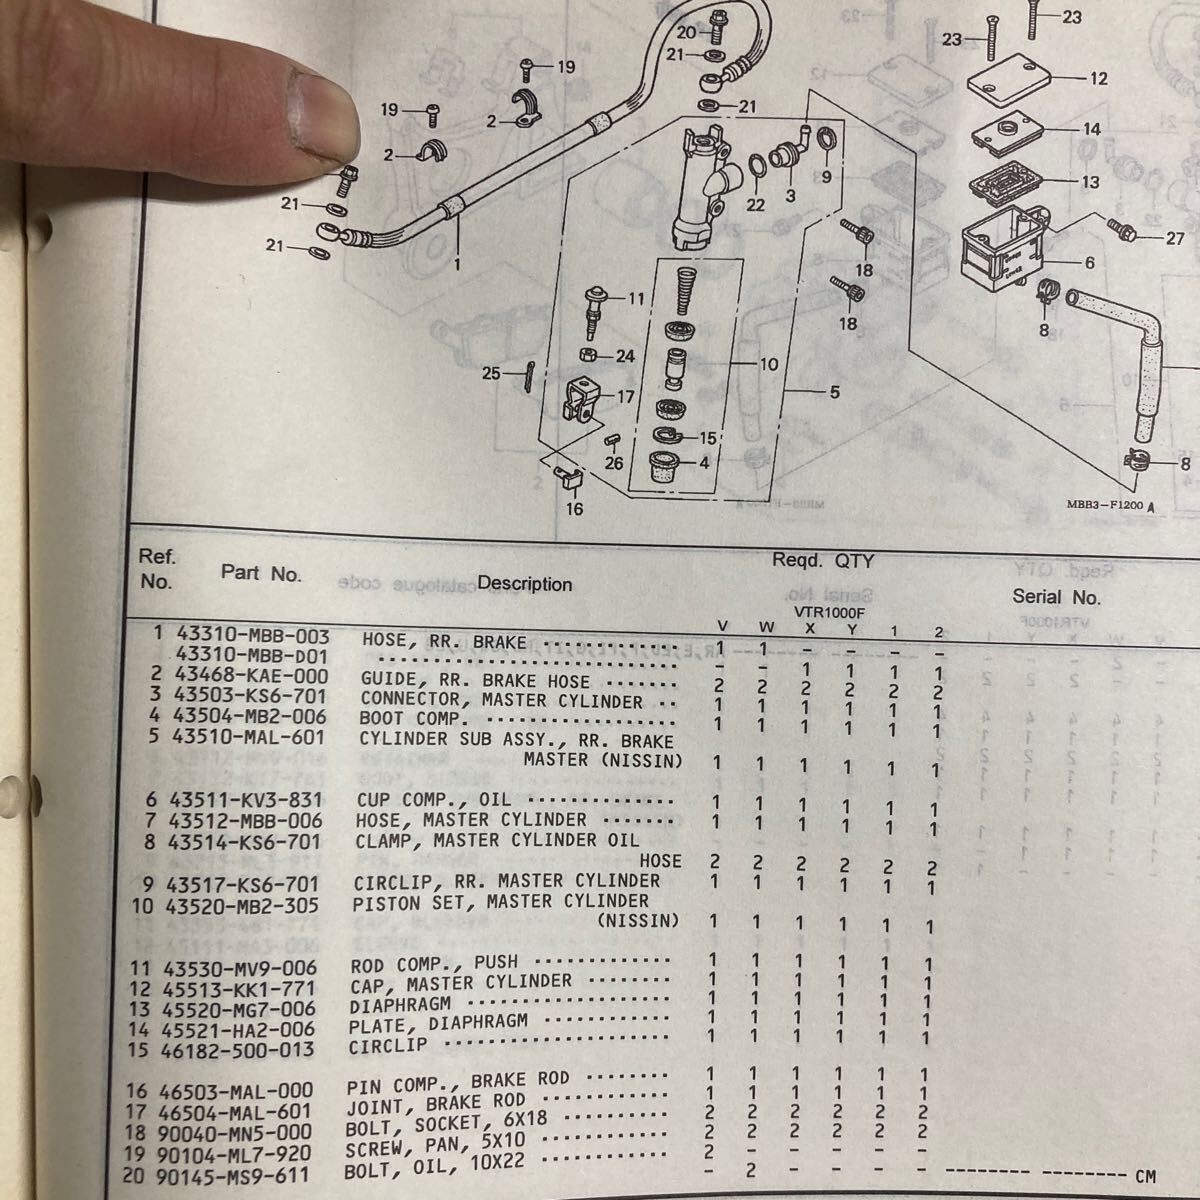 20
23
23
19
21
12
19
2
21
14
2
13
22
3
9
21
27
21
1
18
6
11
18
8
24
10
25
17
5
15
26
4
8
16
MBB3-F1200 A
Ref. No.
Part No.
Description
Reqd. QTY
Serial No.
VTR1000F
V W X Y 1 2
1 43310-MBB-003 HOSE, RR. BRAKE ············ 1 1 - - - -
43310-MBB-D01 ···························· - - 1 1 1 1
2 43468-KAE-000 GUIDE, RR. BRAKE HOSE ······· 2 2 2 2 2 2
3 43503-KS6-701 CONNECTOR, MASTER CYLINDER ·· 1 1 1 1 1 1
4 43504-MB2-006 BOOT COMP. ·················· 1 1 1 1 1 1
5 43510-MAL-601 CYLINDER SUB ASSY., RR. BRAKE
MASTER (NISSIN) 1 1 1 1 1 1
6 43511-KV3-831 CUP COMP., OIL ·············· 1 1 1 1 1 1
7 43512-MBB-006 HOSE, MASTER CYLINDER ······· 1 1 1 1 1 1
8 43514-KS6-701 CLAMP, MASTER CYLINDER OIL
HOSE 2 2 2 2 2 2
9 43517-KS6-701 CIRCLIP, RR. MASTER CYLINDER 1 1 1 1 1 1
10 43520-MB2-305 PISTON SET, MASTER CYLINDER
(NISSIN) 1 1 1 1 1 1
11 43530-MV9-006 ROD COMP., PUSH ············· 1 1 1 1 1 1
12 45513-KK1-771 CAP, MASTER CYLINDER ········ 1 1 1 1 1 1
13 45520-MG7-006 DIAPHRAGM ··················· 1 1 1 1 1 1
14 45521-HA2-006 PLATE, DIAPHRAGM ············ 1 1 1 1 1 1
15 46182-500-013 CIRCLIP ····················· 1 1 1 1 1 1
16 46503-MAL-000 PIN COMP., BRAKE ROD ········ 1 1 1 1 1 1
17 46504-MAL-601 JOINT, BRAKE ROD ············ 1 1 1 1 1 1
18 90040-MN5-000 BOLT, SOCKET, 6X18 ·········· 2 2 2 2 2 2
19 90104-ML7-920 SCREW, PAN, 5X10 ············ 2 2 2 2 2 2
20 90145-MS9-611 BOLT, OIL, 10X22 ············ 2 - - - - -
- 2 - - - - -------- -------- CM